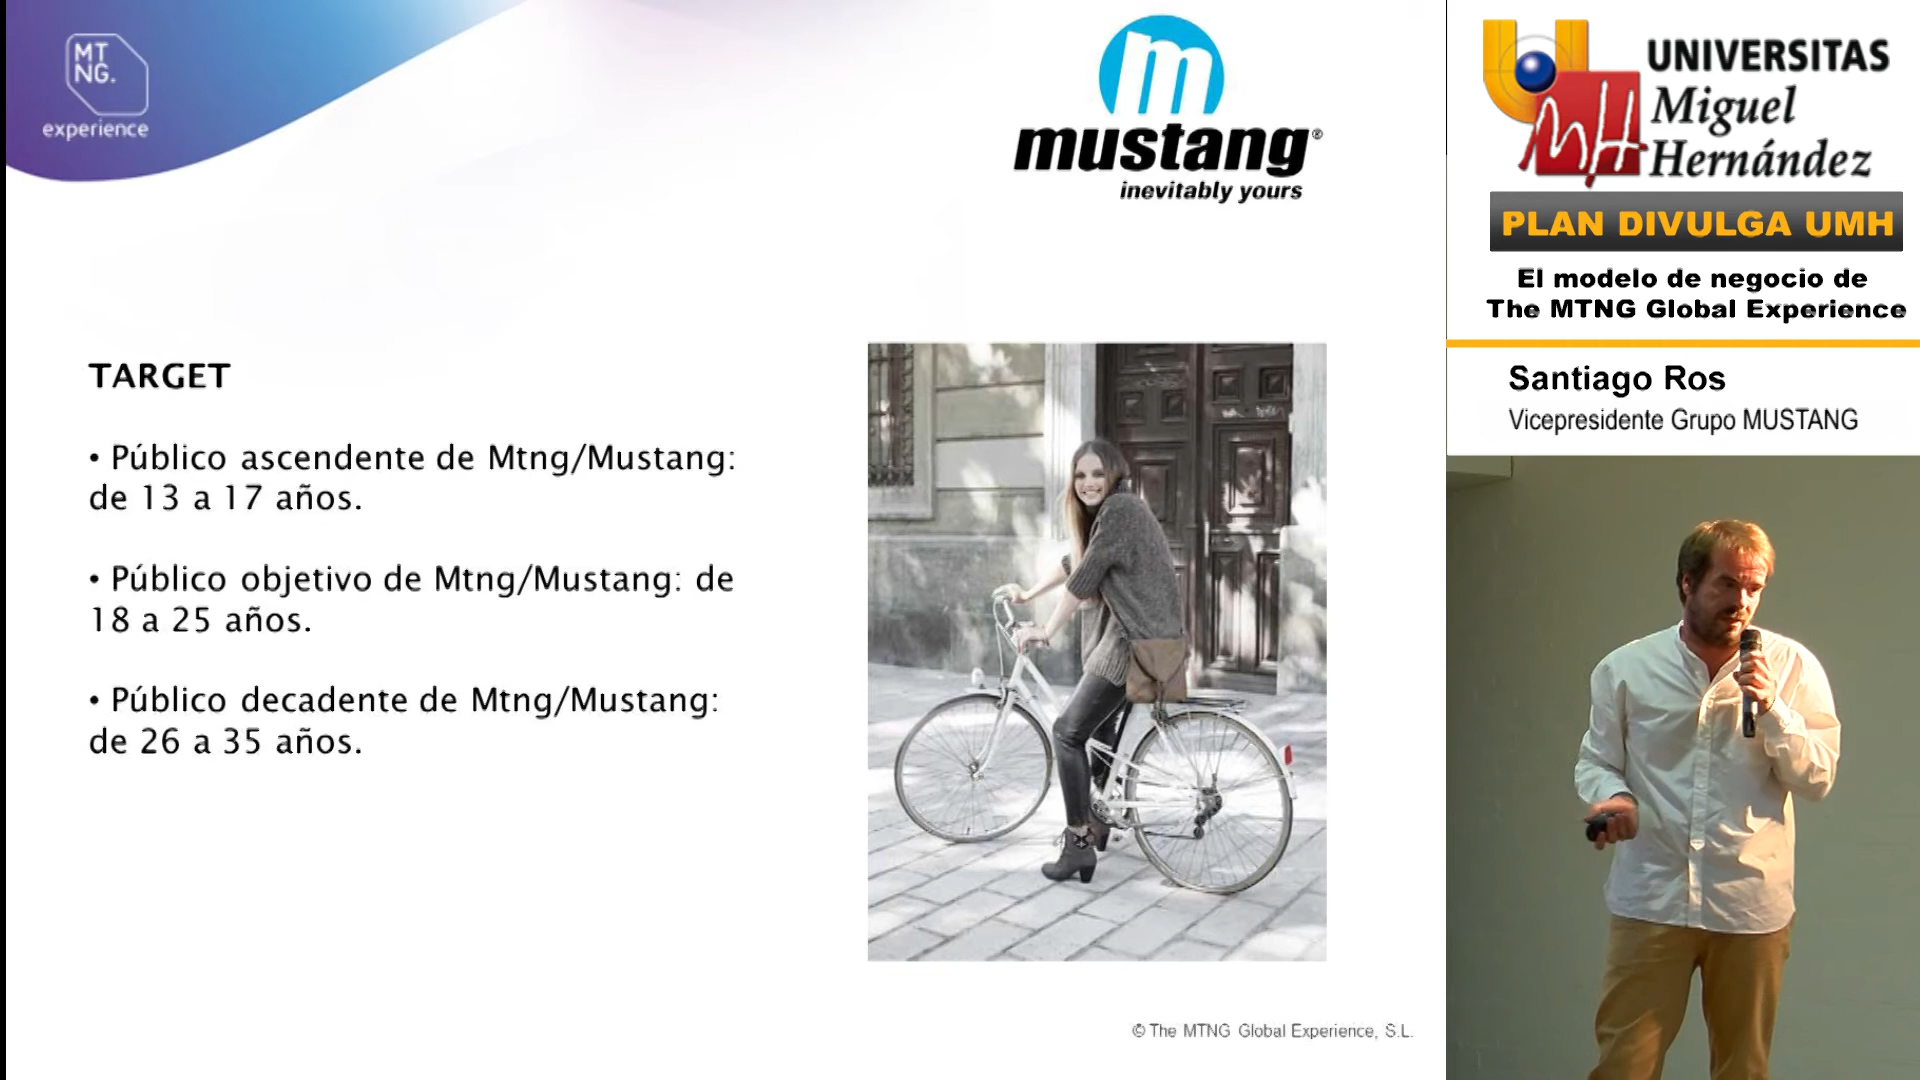 MT
NG.
experience
m
mustang®
inevitably yours
TARGET
• Público ascendente de Mtng/Mustang:
de 13 a 17 años.
• Público objetivo de Mtng/Mustang: de
18 a 25 años.
• Público decadente de Mtng/Mustang:
de 26 a 35 años.
© The MTNG Global Experience, S.L.
UMH
UNIVERSITAS
Miguel
Hernández
PLAN DIVULGA UMH
El modelo de negocio de
The MTNG Global Experience
Santiago Ros
Vicepresidente Grupo MUSTANG